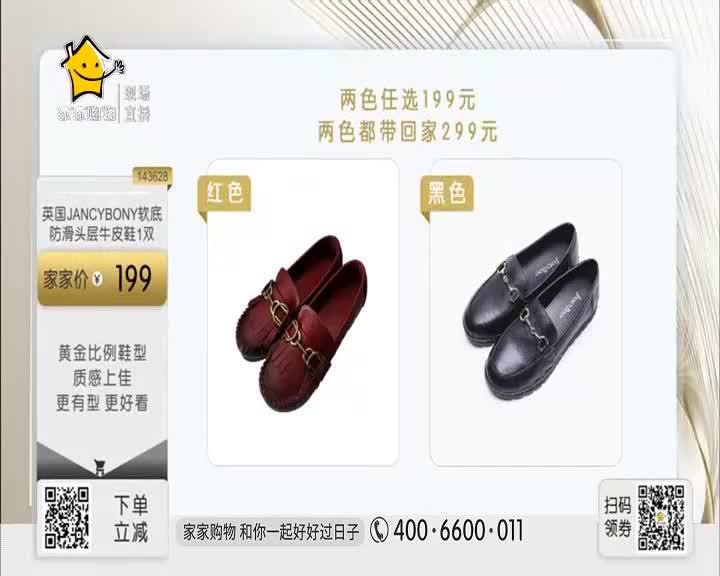 家家购物
现场
直播
两色任选199元
两色都带回家299元
143628
英国JANCYBONY软底
防滑头层牛皮鞋1双
家家价 ¥ 199
黄金比例鞋型
质感上佳
更有型 更好看
红色
黑色
下单
立减
家家购物 和你一起好好过日子
400·6600·011
扫码
领券